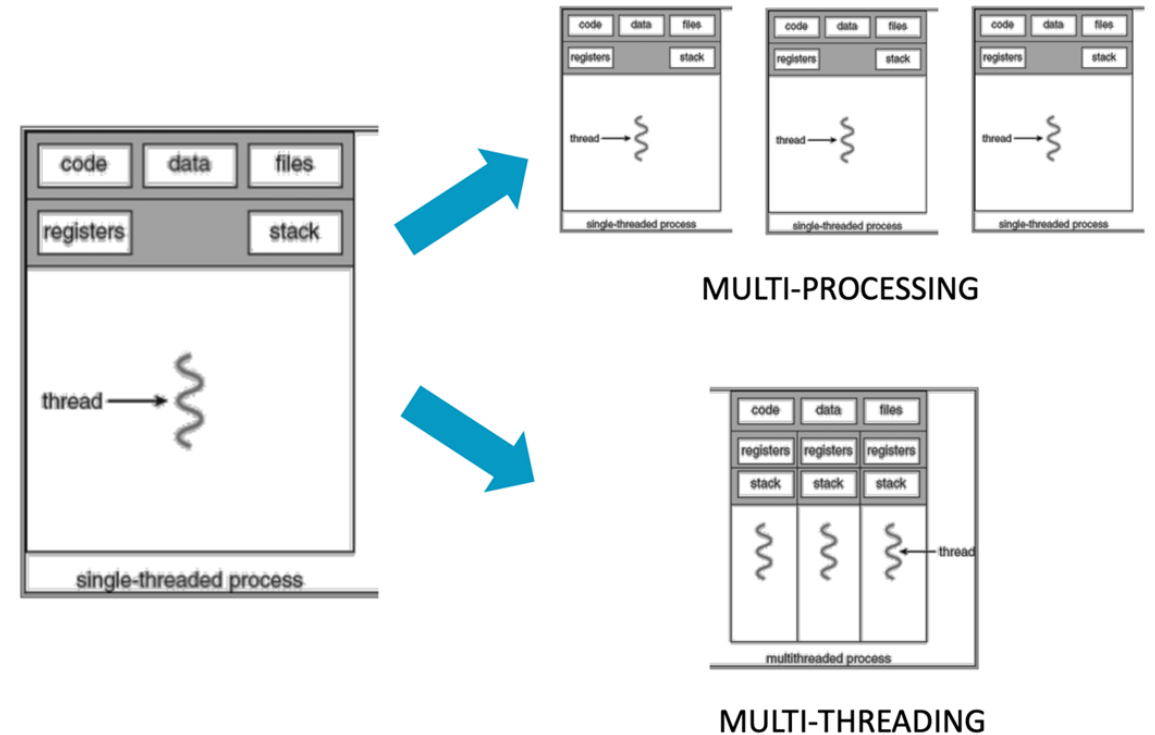 code data files
registers stack
thread
single-threaded process
code data files
registers stack
thread
single-threaded process
code data files
registers stack
thread
single-threaded process
code data files
registers stack
thread
single-threaded process
MULTI-PROCESSING
code data files
registers registers registers
stack stack stack
thread
multithreaded process
MULTI-THREADING